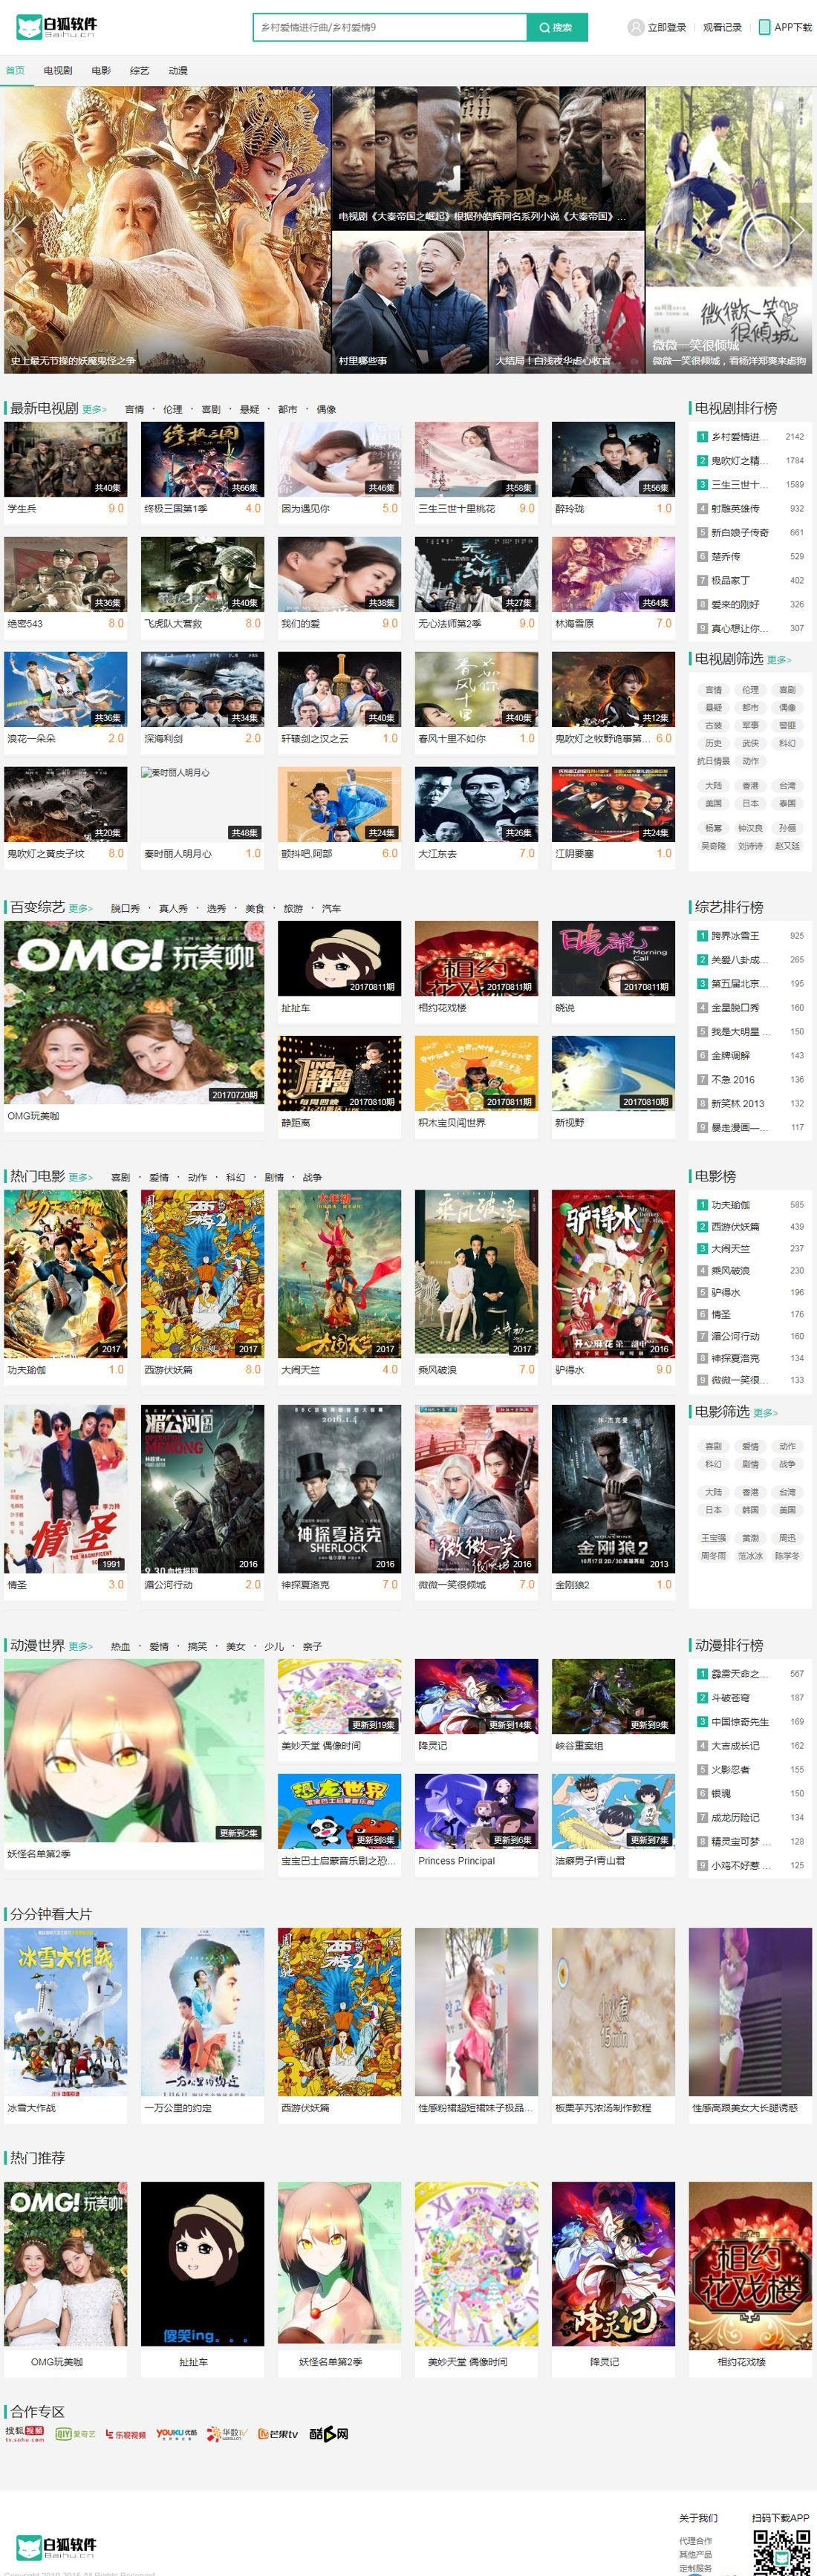 白狐软件
Baihu.cn
乡村爱情进行曲/乡村爱情9
搜索
立即登录
观看记录
APP下载
首页 电视剧 电影 综艺 动漫
史上最无节操的妖魔鬼怪之争
大秦帝國之崛起
电视剧《大秦帝国之崛起》根据孙皓辉同名系列小说《大秦帝国》...
村里哪些事
大结局！白浅夜华虐心收官
微微一笑很倾城
微微一笑很倾城
微微一笑很倾城，看杨洋郑爽来虐狗
最新电视剧 更多> 言情 · 伦理 · 喜剧 · 悬疑 · 都市 · 偶像
共40集 共66集 共46集 共58集 共56集
学生兵 9.0 终极三国第1季 4.0 因为遇见你 5.0 三生三世十里桃花 9.0 醉玲珑 1.0
共36集 共40集 共38集 共27集 共64集
绝密543 8.0 飞虎队大营救 8.0 我们的爱 9.0 无心法师第2季 9.0 林海雪原 7.0
共36集 共34集 共40集 共40集 共12集
浪花一朵朵 2.0 深海利剑 2.0 轩辕剑之汉之云 1.0 春风十里不如你 1.0 鬼吹灯之牧野诡事第... 6.0
秦时丽人明月心
共20集 共48集 共24集 共26集 共24集
鬼吹灯之黄皮子坟 8.0 秦时丽人明月心 1.0 颤抖吧,阿部 6.0 大江东去 7.0 江阴要塞 1.0
电视剧排行榜
1 乡村爱情进... 2142
2 鬼吹灯之精... 1784
3 三生三世十... 1589
4 射雕英雄传 932
5 新白娘子传奇 661
6 楚乔传 529
7 极品家丁 402
8 爱来的刚好 326
9 真心想让你... 307
电视剧筛选 更多>
言情 伦理 喜剧
悬疑 都市 偶像
古装 军事 警匪
历史 武侠 科幻
抗日情景 动作
大陆 香港 台湾
美国 日本 泰国
杨幂 钟汉良 孙俪
吴奇隆 刘诗诗 赵又廷
百变综艺 更多> 脱口秀 · 真人秀 · 选秀 · 美食 · 旅游 · 汽车
OMG! 玩美咖
20170720期
OMG玩美咖
20170811期 20170811期 20170811期
扯扯车 相约花戏楼 晓说
20170810期 20170811期 20170810期
静距离 积木宝贝闯世界 新视野
综艺排行榜
1 跨界冰雪王 925
2 关爱八卦成... 265
3 第五届北京... 195
4 金星脱口秀 160
5 我是大明星 ... 150
6 金牌调解 143
7 不急 2016 136
8 新笑林 2013 132
9 暴走漫画—... 117
热门电影 更多> 喜剧 · 爱情 · 动作 · 科幻 · 剧情 · 战争
2017 2017 2017 2017 2016
功夫瑜伽 1.0 西游伏妖篇 8.0 大闹天竺 4.0 乘风破浪 7.0 驴得水 9.0
1991 2016 2016 2016 2013
情圣 3.0 湄公河行动 2.0 神探夏洛克 7.0 微微一笑很倾城 7.0 金刚狼2 1.0
电影榜
1 功夫瑜伽 585
2 西游伏妖篇 439
3 大闹天竺 237
4 乘风破浪 230
5 驴得水 196
6 情圣 176
7 湄公河行动 160
8 神探夏洛克 134
9 微微一笑很... 133
电影筛选 更多>
喜剧 爱情 动作
科幻 剧情 战争
大陆 香港 台湾
日本 韩国 美国
王宝强 黄渤 周迅
周冬雨 范冰冰 陈学冬
动漫世界 更多> 热血 · 爱情 · 搞笑 · 美女 · 少儿 · 亲子
更新到2集
妖怪名单第2季
更新到19集 更新到14集 更新到9集
美妙天堂 偶像时间 降灵记 峡谷重案组
更新到8集 更新到6集 更新到7集
宝宝巴士启蒙音乐剧之恐... Princess Principal 洁癖男子!青山君
动漫排行榜
1 霹雳天命之... 567
2 斗破苍穹 187
3 中国惊奇先生 169
4 大吉成长记 162
5 火影忍者 155
6 银魂 150
7 成龙历险记 134
8 精灵宝可梦 ... 128
9 小鸡不好惹 ... 125
分分钟看大片
冰雪大作战 一万公里的约定 西游伏妖篇 性感粉裙超短裙妹子极品... 板栗芋艿浓汤制作教程 性感高跟美女大长腿诱惑
热门推荐
OMG! 玩美咖
傻笑ing...
降灵记
相约花戏楼
OMG玩美咖 扯扯车 妖怪名单第2季 美妙天堂 偶像时间 降灵记 相约花戏楼
合作专区
搜狐视频 tv.sohu.com
iQIYI 爱奇艺
乐视视频
YOUKU优酷
华数TV
芒果tv
酷6网
关于我们 扫码下载APP
代理合作
其他产品
定制服务
白狐软件
Baihu.cn